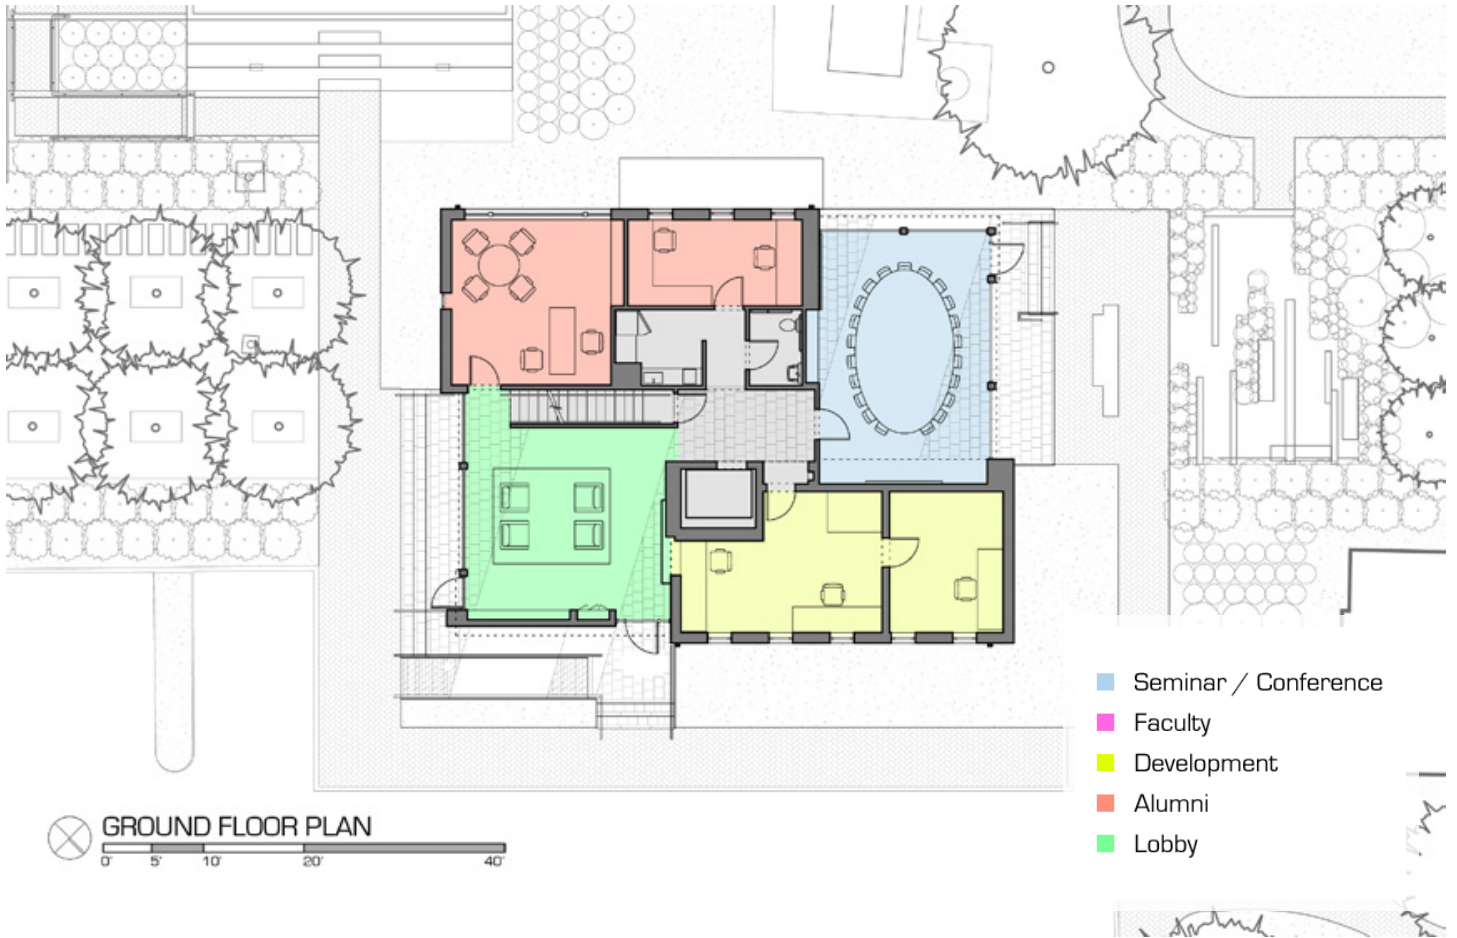 Seminar / Conference
Faculty
Development
Alumni
Lobby
GROUND FLOOR PLAN
0' 5' 10' 20' 40'